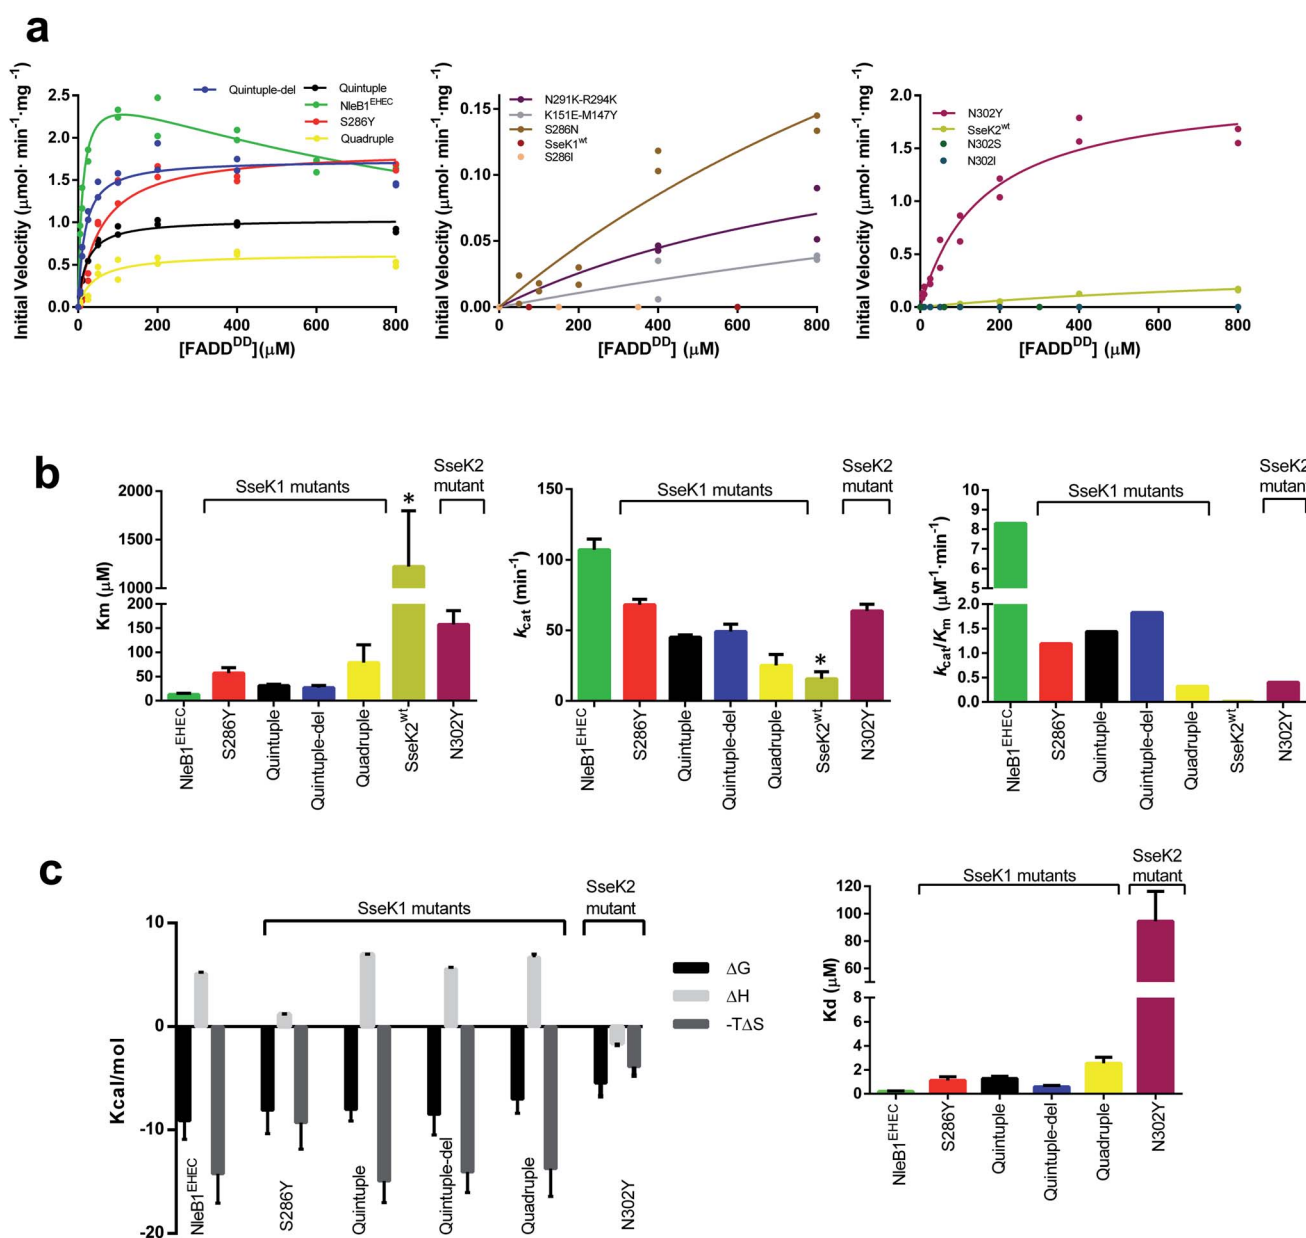 a
Initial Velocitiy (μmol· min⁻¹·mg ⁻¹)
2.5
2.0
1.5
1.0
0.5
0.0
0
200
400
600
800
[FADDᴰᴰ](μM)
Quintuple-del
Quintuple
NleB1ᴱᴴᴱᶜ
S286Y
Quadruple
Initial Velocity (μmol· min⁻¹·mg ⁻¹)
0.15
0.10
0.05
0.00
0
200
400
600
800
[FADDᴰᴰ] (μM)
N291K-R294K
K151E-M147Y
S286N
SseK1ʷᵗ
S286I
Initial Velocity (μmol· min⁻¹·mg ⁻¹)
2.0
1.5
1.0
0.5
0.0
0
200
400
600
800
[FADDᴰᴰ] (μM)
N302Y
SseK2ʷᵗ
N302S
N302I
b
SseK1 mutants
SseK2
mutant
*
Km (μM)
2000
1500
1000
200
150
100
50
0
NleB1ᴱᴴᴱᶜ
S286Y
Quintuple
Quintuple-del
Quadruple
SseK2ʷᵗ
N302Y
SseK1 mutants
SseK2
mutant
*
kcat (min⁻¹)
150
100
50
0
NleB1ᴱᴴᴱᶜ
S286Y
Quintuple
Quintuple-del
Quadruple
SseK2ʷᵗ
N302Y
SseK1 mutants
SseK2
mutant
kcat/Km (μM⁻¹·min⁻¹)
9
8
7
6
5
2.0
1.5
1.0
0.5
0.0
NleB1ᴱᴴᴱᶜ
S286Y
Quintuple
Quintuple-del
Quadruple
SseK2ʷᵗ
N302Y
c
SseK1 mutants
SseK2
mutant
Kcal/mol
10
0
-10
-20
NleB1ᴱᴴᴱᶜ
S286Y
Quintuple
Quintuple-del
Quadruple
N302Y
ΔG
ΔH
-TΔS
SseK1 mutants
SseK2
mutant
Kd (μM)
120
100
80
60
8
6
4
2
0
NleB1ᴱᴴᴱᶜ
S286Y
Quintuple
Quintuple-del
Quadruple
N302Y